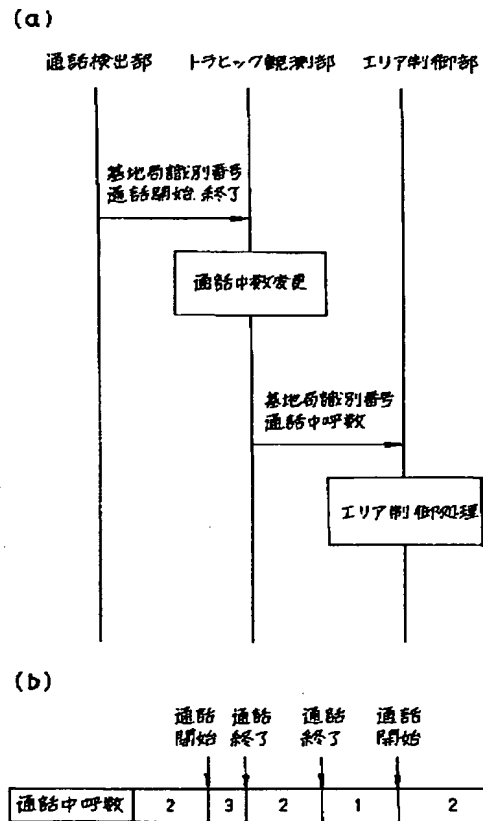 (a)
通話検出部 トラヒック観測部 エリア制御部
基地局識別番号
通話開始.終了
通話中数変更
基地局識別番号
通話中呼数
エリア制御処理
(b)
通話 通話 通話 通話
開始 終了 終了 開始
通話中呼数 2 3 2 1 2